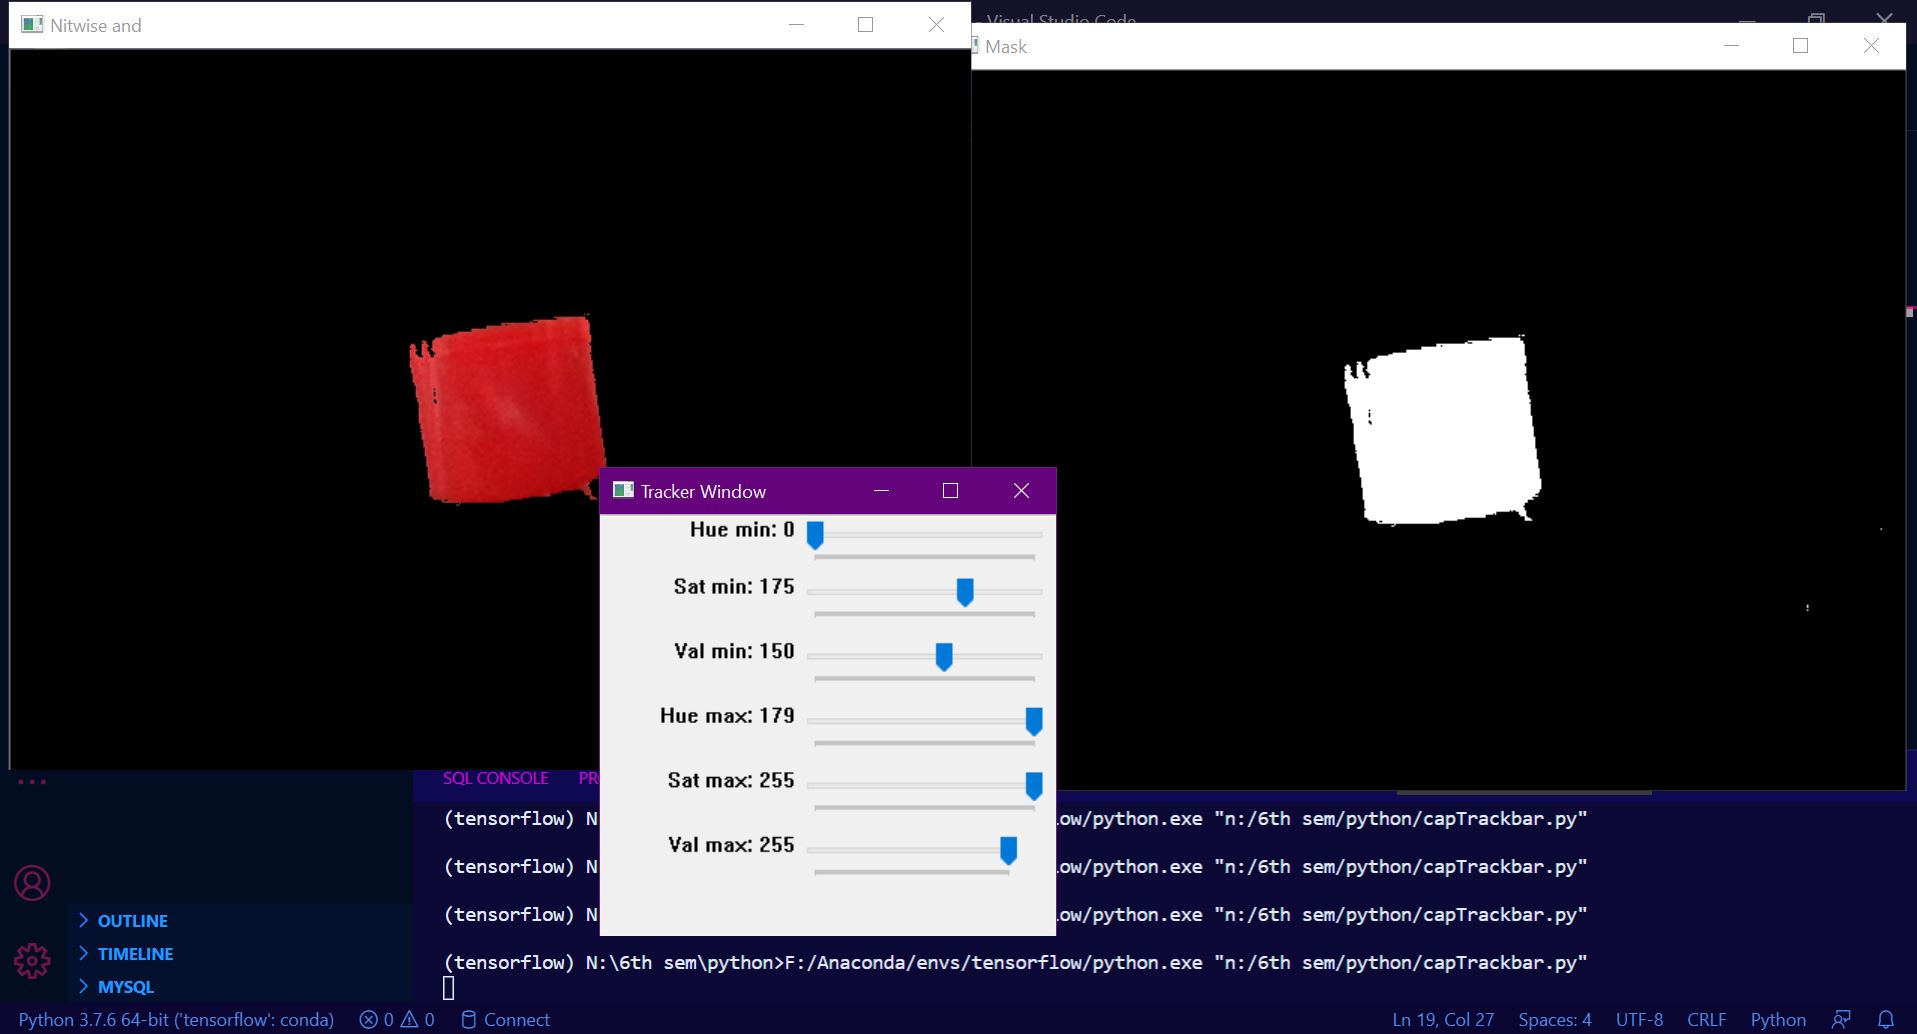 Nitwise and
- Visual Studio Code
Mask
Tracker Window
Hue min: 0
Sat min: 175
Val min: 150
Hue max: 179
Sat max: 255
Val max: 255
SQL CONSOLE
(tensorflow) N ow/python.exe "n:/6th sem/python/capTrackbar.py"
(tensorflow) N ow/python.exe "n:/6th sem/python/capTrackbar.py"
(tensorflow) N ow/python.exe "n:/6th sem/python/capTrackbar.py"
(tensorflow) N:\6th sem\python>F:/Anaconda/envs/tensorflow/python.exe "n:/6th sem/python/capTrackbar.py"
OUTLINE
TIMELINE
MYSQL
Python 3.7.6 64-bit ('tensorflow': conda) 0 0 Connect Ln 19, Col 27 Spaces: 4 UTF-8 CRLF Python